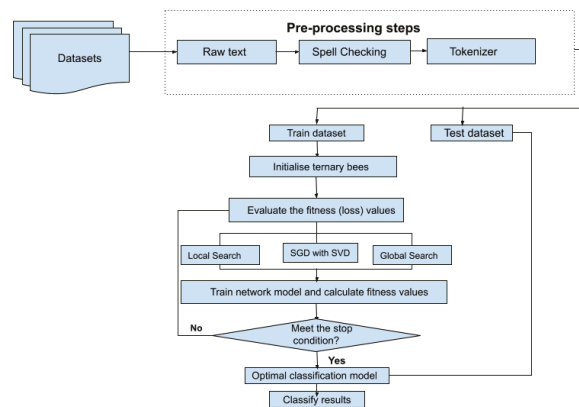 Pre-processing steps
Datasets
Raw text
Spell Checking
Tokenizer
Train dataset
Test dataset
Initialise ternary bees
Evaluate the fitness (loss) values
Local Search
SGD with SVD
Global Search
Train network model and calculate fitness values
No
Meet the stop
condition?
Yes
Optimal classification model
Classify results